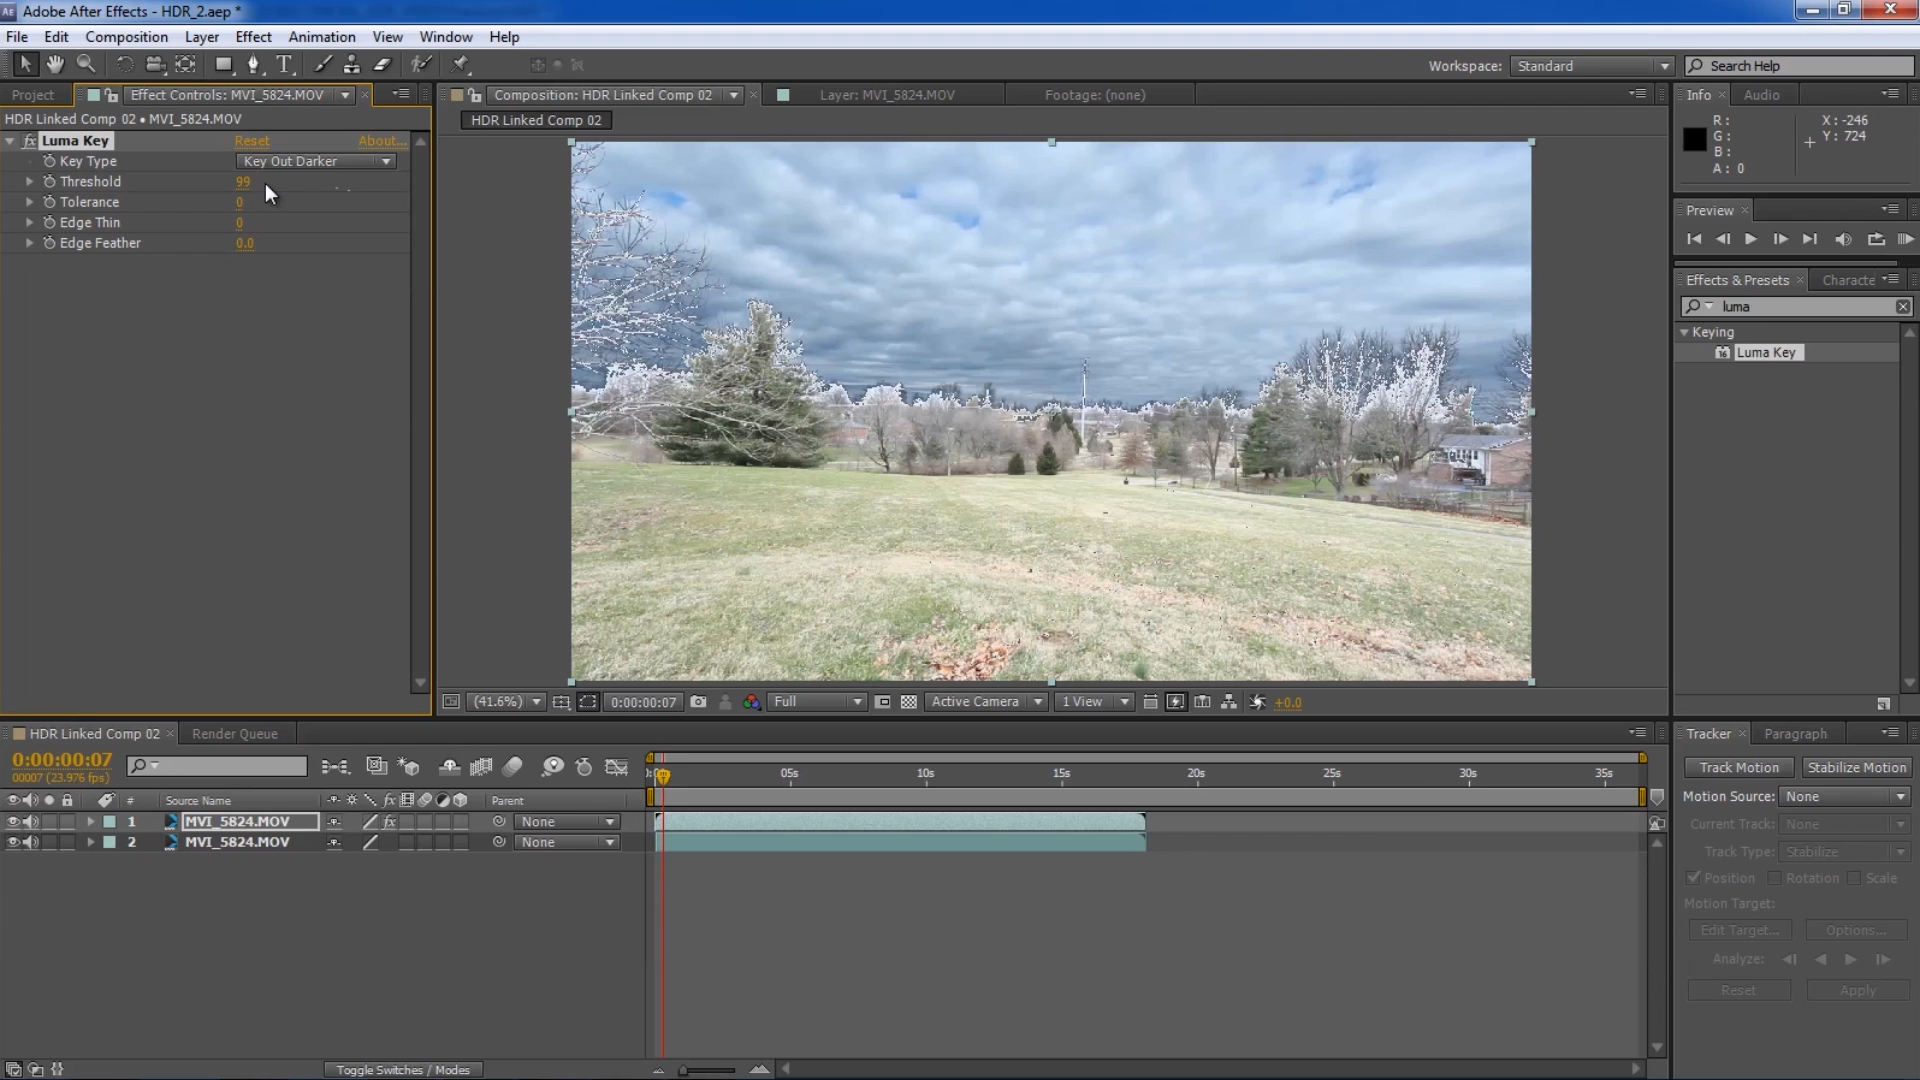 Adobe After Effects - HDR_2.aep *
File Edit Composition Layer Effect Animation View Window Help
Workspace: Standard Search Help
Project Effect Controls: MVI_5824.MOV Composition: HDR Linked Comp 02 Layer: MVI_5824.MOV Footage: (none) Info Audio
HDR Linked Comp 02 • MVI_5824.MOV
HDR Linked Comp 02
Luma Key Reset About...
Key Type Key Out Darker
Threshold 99
Tolerance 0
Edge Thin 0
Edge Feather 0.0
R:
G:
B:
A: 0
X: -246
Y: 724
Preview
Effects & Presets Characte
luma
Keying
Luma Key
(41.6%) 0:00:00:07 Full Active Camera 1 View +0.0
HDR Linked Comp 02 Render Queue
0:00:00:07
00007 (23.976 fps)
05s 10s 15s 20s 25s 30s 35s
# Source Name fx Parent
1 MVI_5824.MOV fx None
2 MVI_5824.MOV None
Toggle Switches / Modes
Tracker Paragraph
Track Motion Stabilize Motion
Motion Source: None
Current Track: None
Track Type: Stabilize
Position Rotation Scale
Motion Target:
Edit Target... Options...
Analyze:
Reset Apply